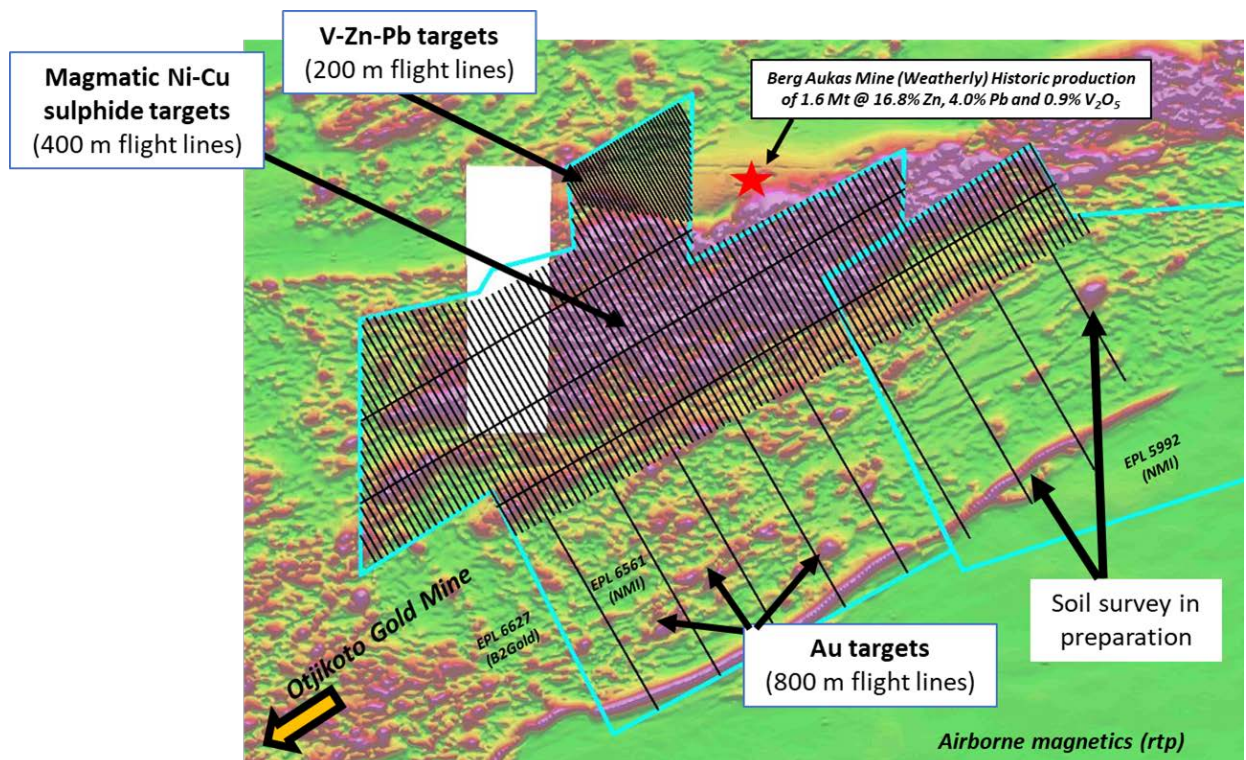 V-Zn-Pb targets
(200 m flight lines)
Magmatic Ni-Cu
sulphide targets
(400 m flight lines)
Berg Aukas Mine (Weatherly) Historic production
of 1.6 Mt @ 16.8% Zn, 4.0% Pb and 0.9% V₂O₅
EPL 5992
(NMI)
EPL 6561
(NMI)
EPL 6627
(B2Gold)
Otjikoto Gold Mine
Au targets
(800 m flight lines)
Soil survey in
preparation
Airborne magnetics (rtp)